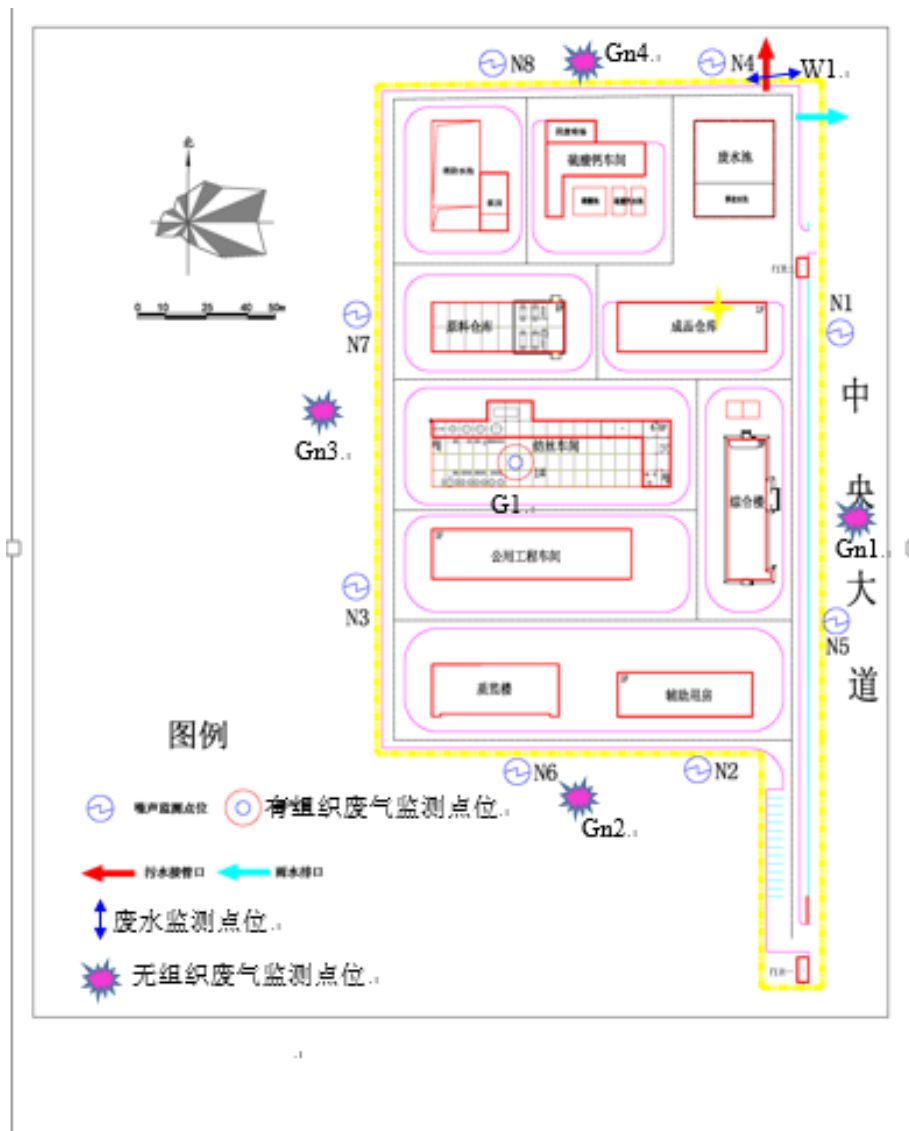 N8
Gn4.
N4
W1.
北
硫酸钙车间
废水池
0 10 25 40 50m
N1
N7
原料仓库
成品仓库
1F
中
央
大
道
Gn3.
纺丝车间
G1.
综合楼
Gn1.
1F
公用工程车间
N3
N5
质览楼
1F
辅助用房
图例
N6
N2
Gn2.
噪声监测点位
有组织废气监测点位.
污水接管口
雨水排口
废水监测点位.
无组织废气监测点位.